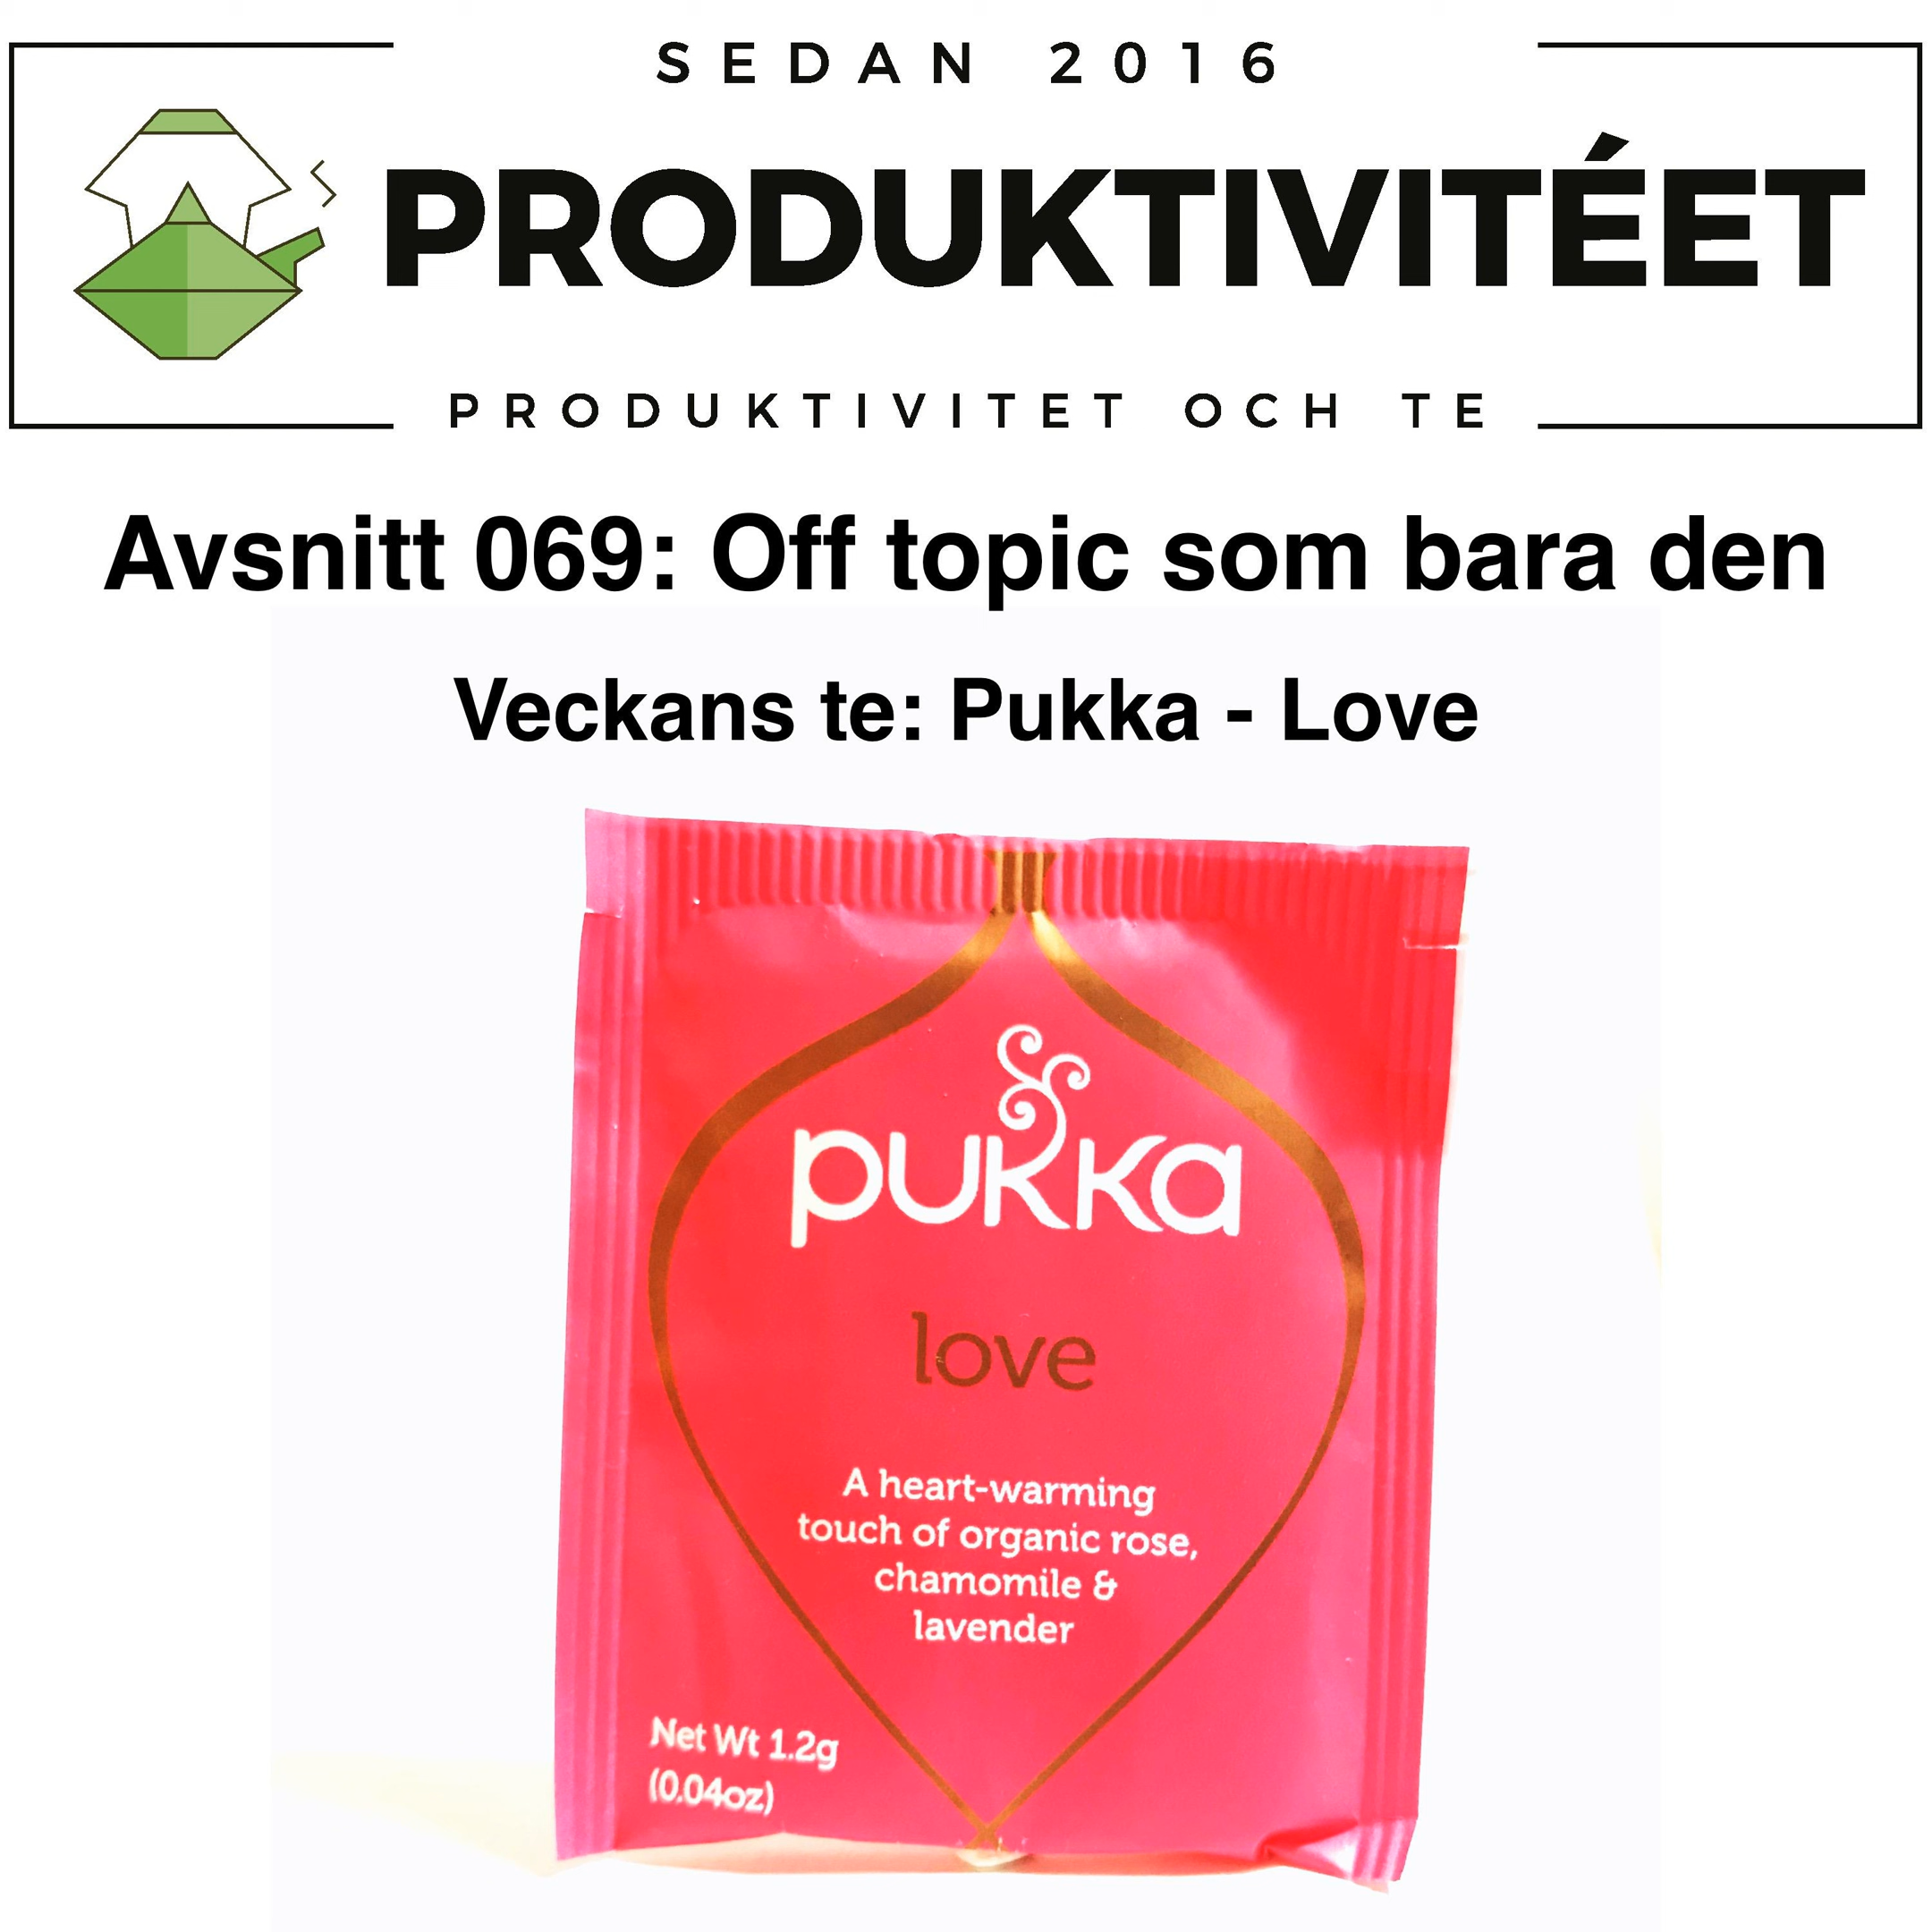 SEDAN 2016
PRODUKTIVITÉET
PRODUKTIVITET OCH TE
Avsnitt 069: Off topic som bara den
Veckans te: Pukka - Love
pukka
love
A heart-warming
touch of organic rose,
chamomile &
lavender
Net Wt 1.2g
(0.04oz)